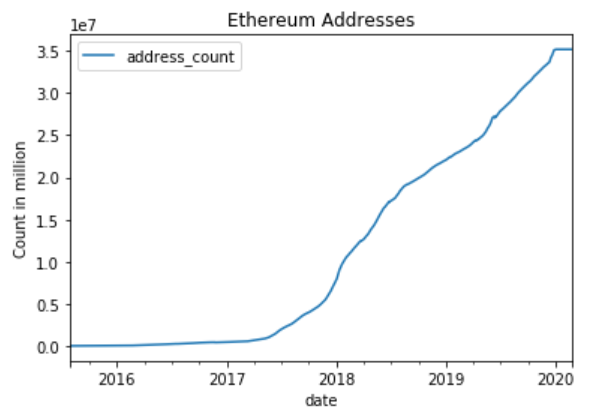 Ethereum Addresses
1e7
address_count
3.5
3.0
2.5
2.0
1.5
1.0
0.5
0.0
Count in million
2016 2017 2018 2019 2020
date